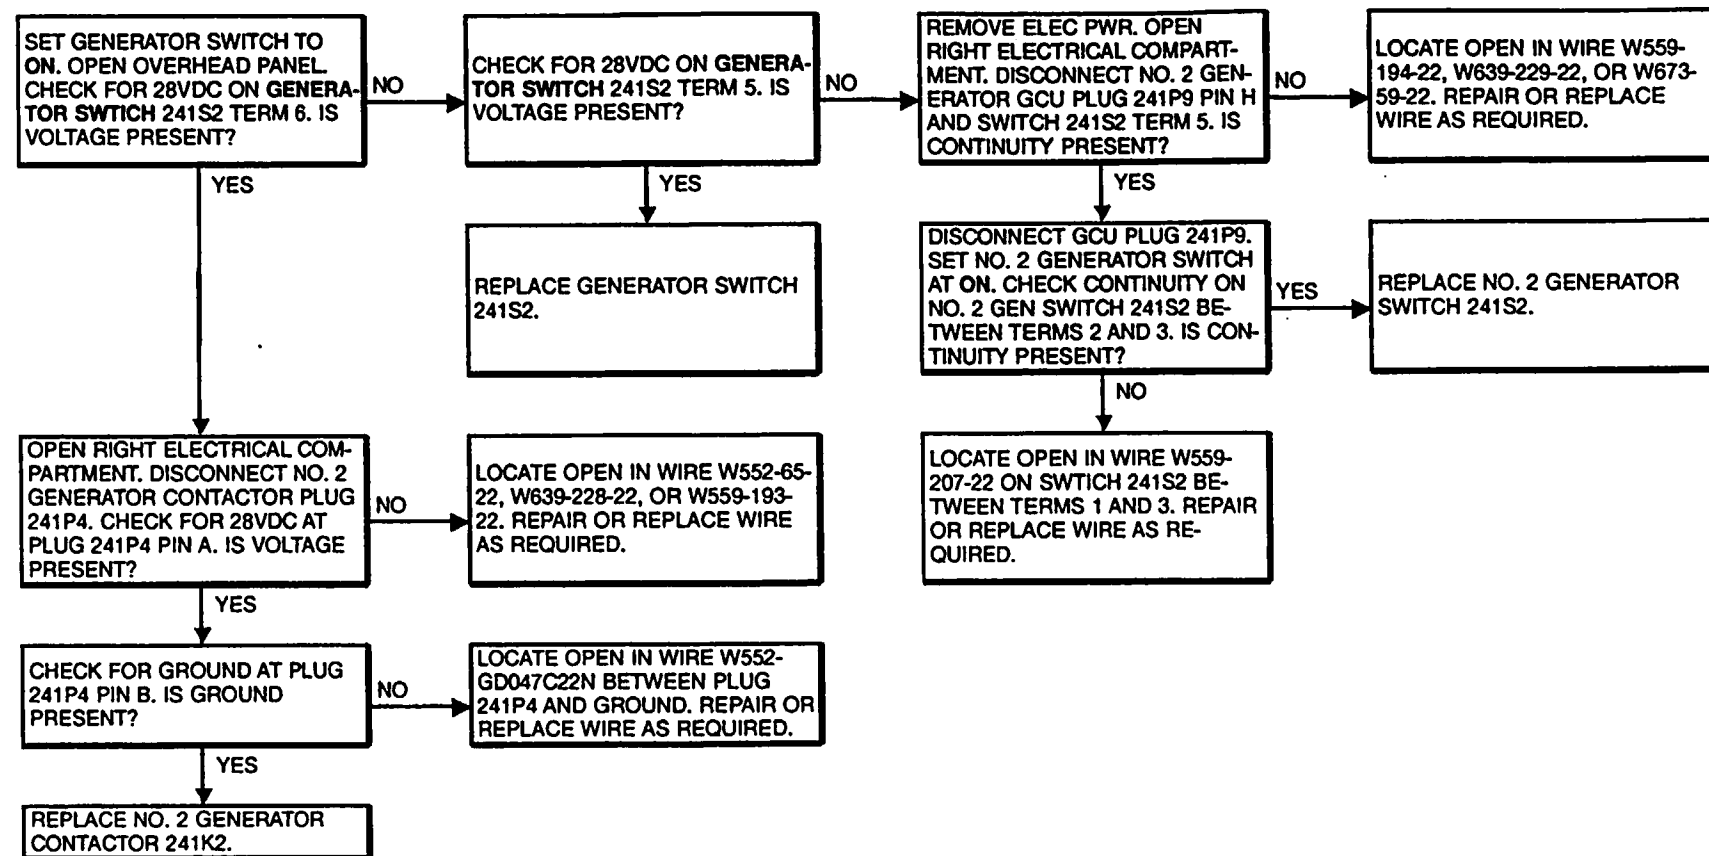 SET GENERATOR SWITCH TO
ON. OPEN OVERHEAD PANEL.
CHECK FOR 28VDC ON GENERA-
TOR SWTICH 241S2 TERM 6. IS
VOLTAGE PRESENT?
NO
CHECK FOR 28VDC ON GENERA-
TOR SWITCH 241S2 TERM 5. IS
VOLTAGE PRESENT?
NO
REMOVE ELEC PWR. OPEN
RIGHT ELECTRICAL COMPART-
MENT. DISCONNECT NO. 2 GEN-
ERATOR GCU PLUG 241P9 PIN H
AND SWITCH 241S2 TERM 5. IS
CONTINUITY PRESENT?
NO
LOCATE OPEN IN WIRE W559-
194-22, W639-229-22, OR W673-
59-22. REPAIR OR REPLACE
WIRE AS REQUIRED.
YES
YES
YES
REPLACE GENERATOR SWITCH
241S2.
DISCONNECT GCU PLUG 241P9.
SET NO. 2 GENERATOR SWITCH
AT ON. CHECK CONTINUITY ON
NO. 2 GEN SWITCH 241S2 BE-
TWEEN TERMS 2 AND 3. IS CON-
TINUITY PRESENT?
YES
REPLACE NO. 2 GENERATOR
SWITCH 241S2.
NO
OPEN RIGHT ELECTRICAL COM-
PARTMENT. DISCONNECT NO. 2
GENERATOR CONTACTOR PLUG
241P4. CHECK FOR 28VDC AT
PLUG 241P4 PIN A. IS VOLTAGE
PRESENT?
NO
LOCATE OPEN IN WIRE W552-65-
22, W639-228-22, OR W559-193-
22. REPAIR OR REPLACE WIRE
AS REQUIRED.
LOCATE OPEN IN WIRE W559-
207-22 ON SWTICH 241S2 BE-
TWEEN TERMS 1 AND 3. REPAIR
OR REPLACE WIRE AS RE-
QUIRED.
YES
CHECK FOR GROUND AT PLUG
241P4 PIN B. IS GROUND
PRESENT?
NO
LOCATE OPEN IN WIRE W552-
GD047C22N BETWEEN PLUG
241P4 AND GROUND. REPAIR OR
REPLACE WIRE AS REQUIRED.
YES
REPLACE NO. 2 GENERATOR
CONTACTOR 241K2.